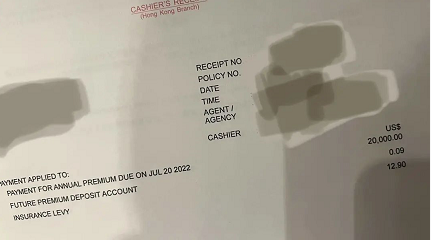 CASHIER'S RECE
(Hong Kong Branch)
RECEIPT NO
POLICY NO.
DATE
TIME
AGENT /
AGENCY
CASHIER
US$
PAYMENT APPLIED TO:
PAYMENT FOR ANNUAL PREMIUM DUE ON JUL 20 2022 20,000.00
FUTURE PREMIUM DEPOSIT ACCOUNT 0.09
INSURANCE LEVY 12.90